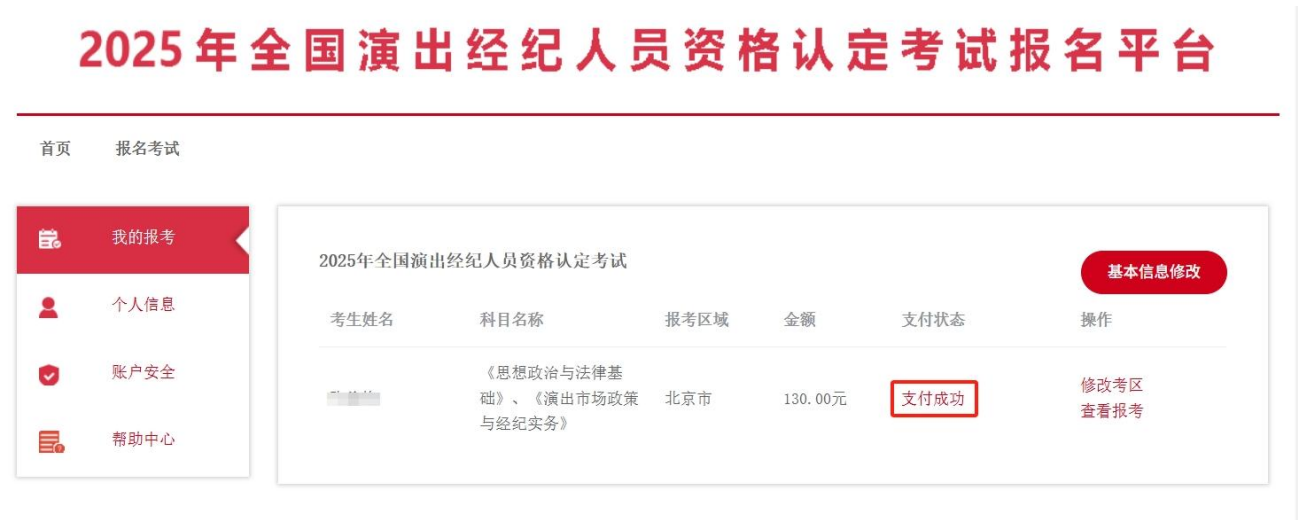 2025年全国演出经纪人员资格认定考试报名平台
首页 报名考试
我的报考
个人信息
账户安全
帮助中心
2025年全国演出经纪人员资格认定考试
基本信息修改
考生姓名 科目名称 报考区域 金额 支付状态 操作
《思想政治与法律基
础》、《演出市场政策
与经纪实务》
北京市 130.00元 支付成功
修改考区
查看报考